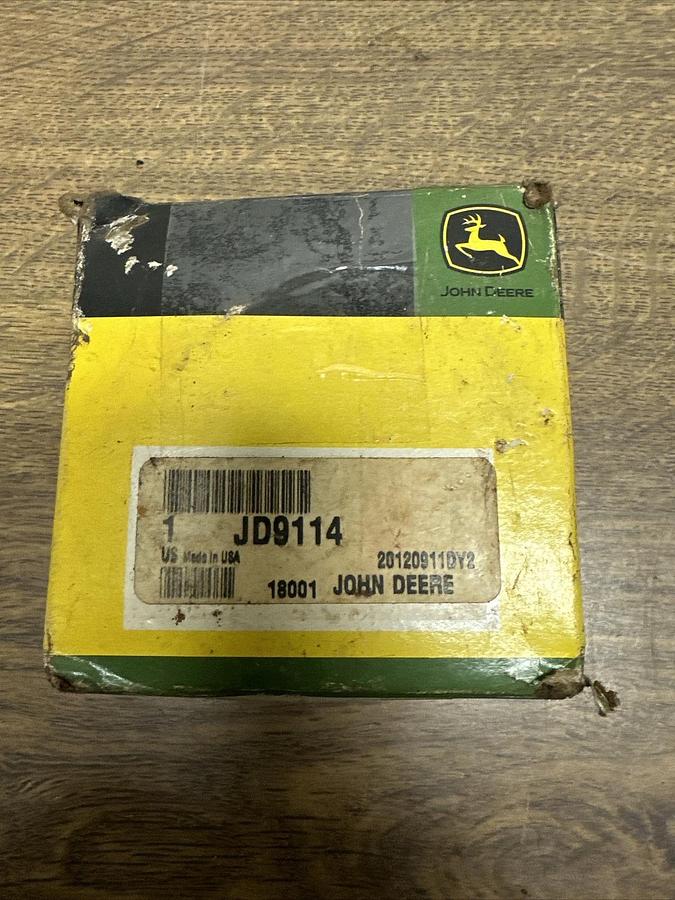 JOHN DEERE
1 JD9114
US Made in USA 20120911DY2
18001 JOHN DEERE